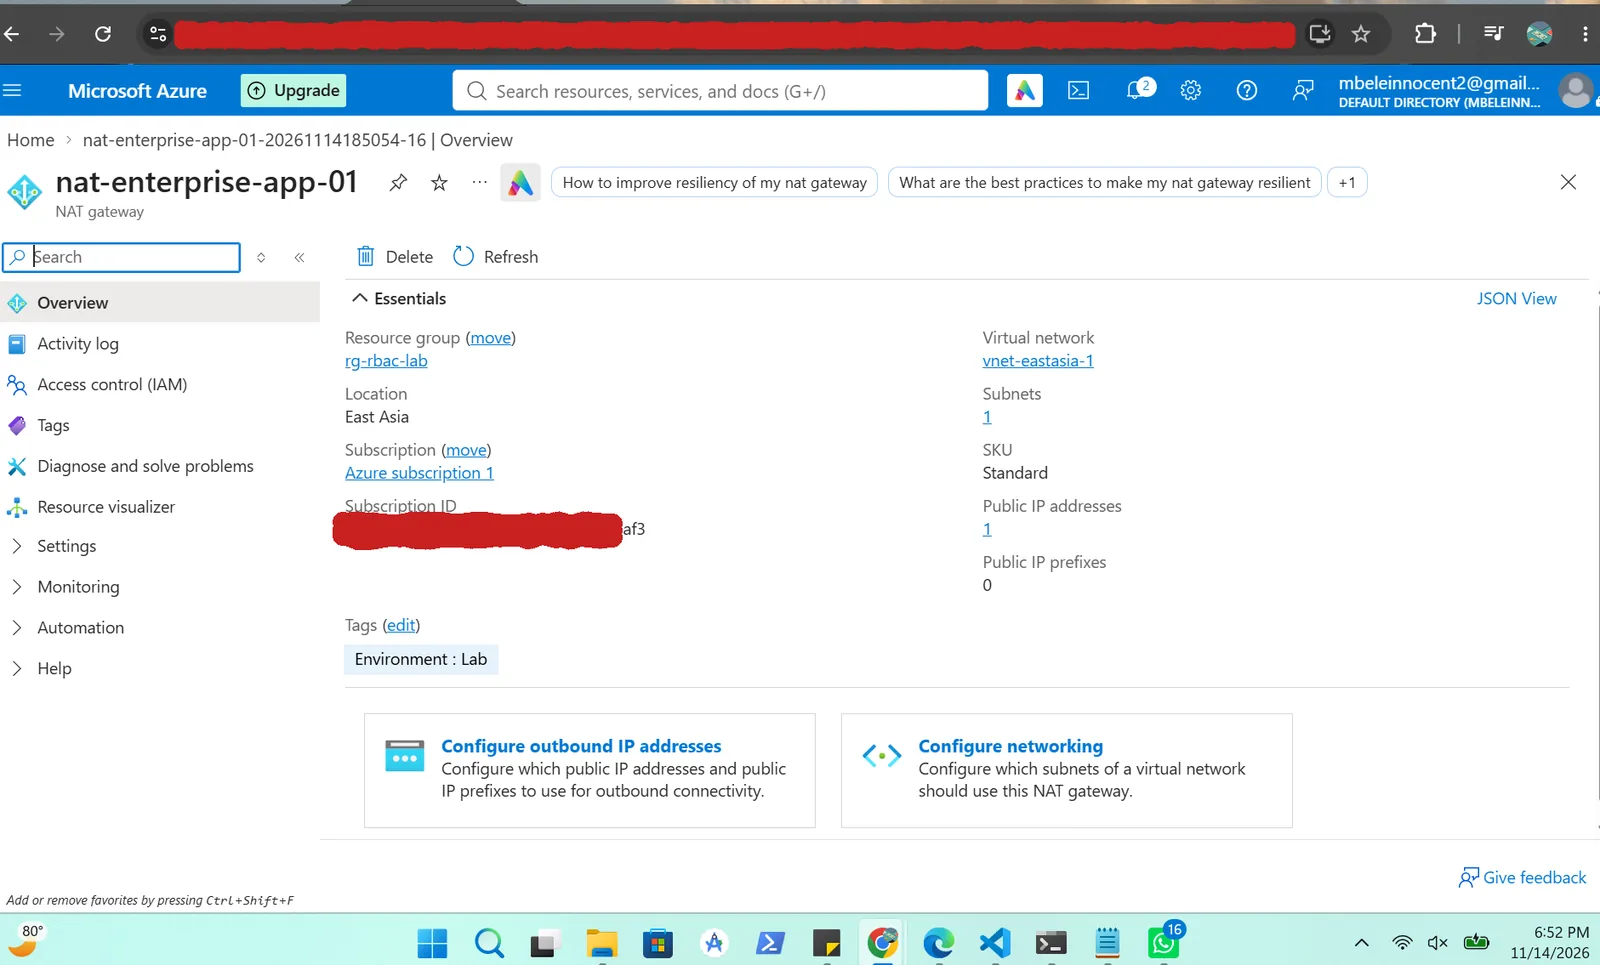 Microsoft Azure
Upgrade
Search resources, services, and docs (G+/)
2
mbeleinnocent2@gmail...
DEFAULT DIRECTORY (MBELEINN...
Home > nat-enterprise-app-01-20261114185054-16 | Overview
nat-enterprise-app-01
NAT gateway
How to improve resiliency of my nat gateway
What are the best practices to make my nat gateway resilient
+1
Search
Overview
Activity log
Access control (IAM)
Tags
Diagnose and solve problems
Resource visualizer
Settings
Monitoring
Automation
Help
Delete
Refresh
Essentials
JSON View
Resource group (move)
rg-rbac-lab
Location
East Asia
Subscription (move)
Azure subscription 1
Subscription ID
af3
Virtual network
vnet-eastasia-1
Subnets
1
SKU
Standard
Public IP addresses
1
Public IP prefixes
0
Tags (edit)
Environment : Lab
Configure outbound IP addresses
Configure which public IP addresses and public
IP prefixes to use for outbound connectivity.
Configure networking
Configure which subnets of a virtual network
should use this NAT gateway.
Give feedback
Add or remove favorites by pressing Ctrl+Shift+F
80°
16
6:52 PM
11/14/2026